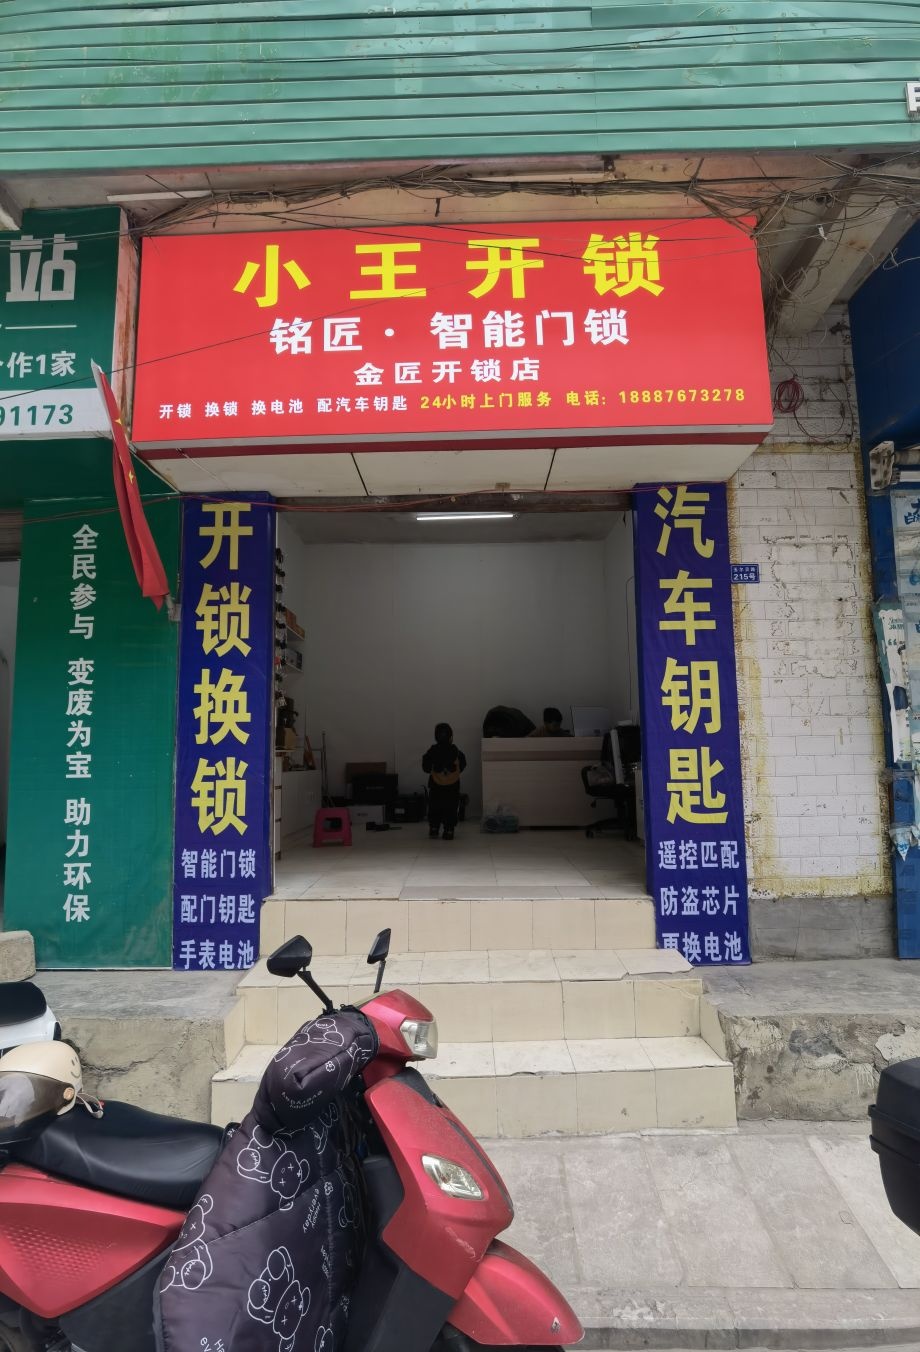 站
作1家
91173
小王开锁
铭匠·智能门锁
金匠开锁店
开锁 换锁 换电池 配汽车钥匙 24小时上门服务 电话: 18887673278
全民参与 变废为宝 助力环保
开锁换锁
智能门锁
配门钥匙
手表电池
汽车钥匙
遥控匹配
防盗芯片
更换电池
215号